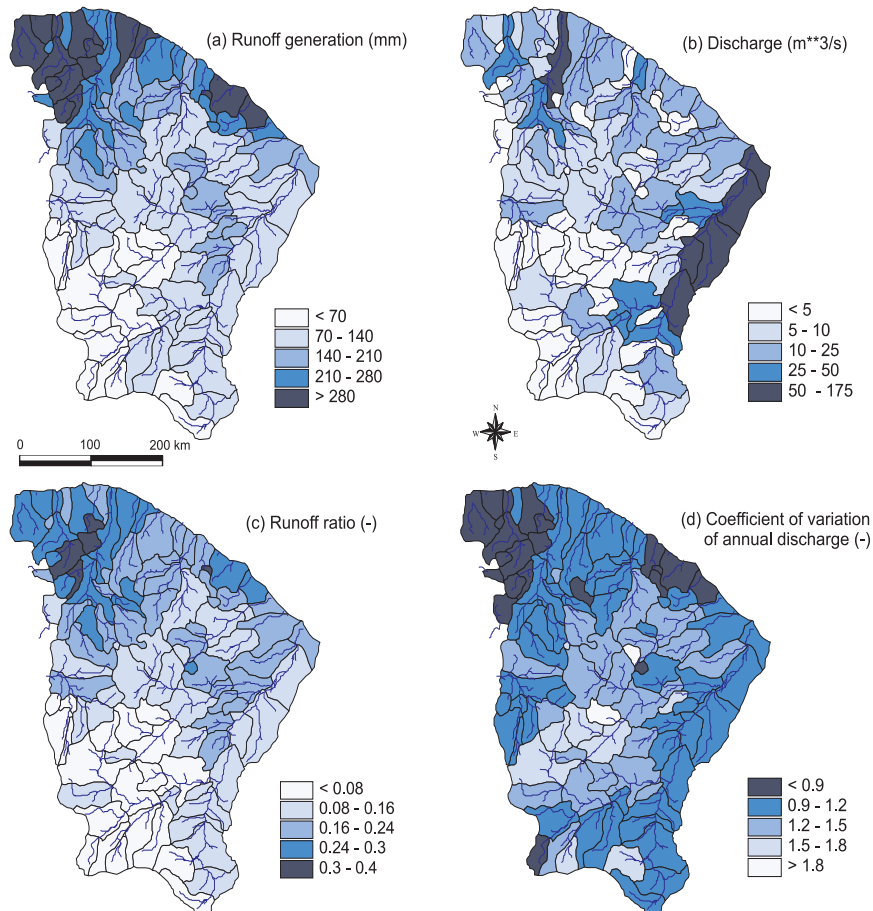 (a) Runoff generation (mm)
< 70
70 - 140
140 - 210
210 - 280
> 280
0 100 200 km
(b) Discharge (m**3/s)
< 5
5 - 10
10 - 25
25 - 50
50 - 175
N
W E
S
(c) Runoff ratio (-)
< 0.08
0.08 - 0.16
0.16 - 0.24
0.24 - 0.3
0.3 - 0.4
(d) Coefficient of variation
of annual discharge (-)
< 0.9
0.9 - 1.2
1.2 - 1.5
1.5 - 1.8
> 1.8